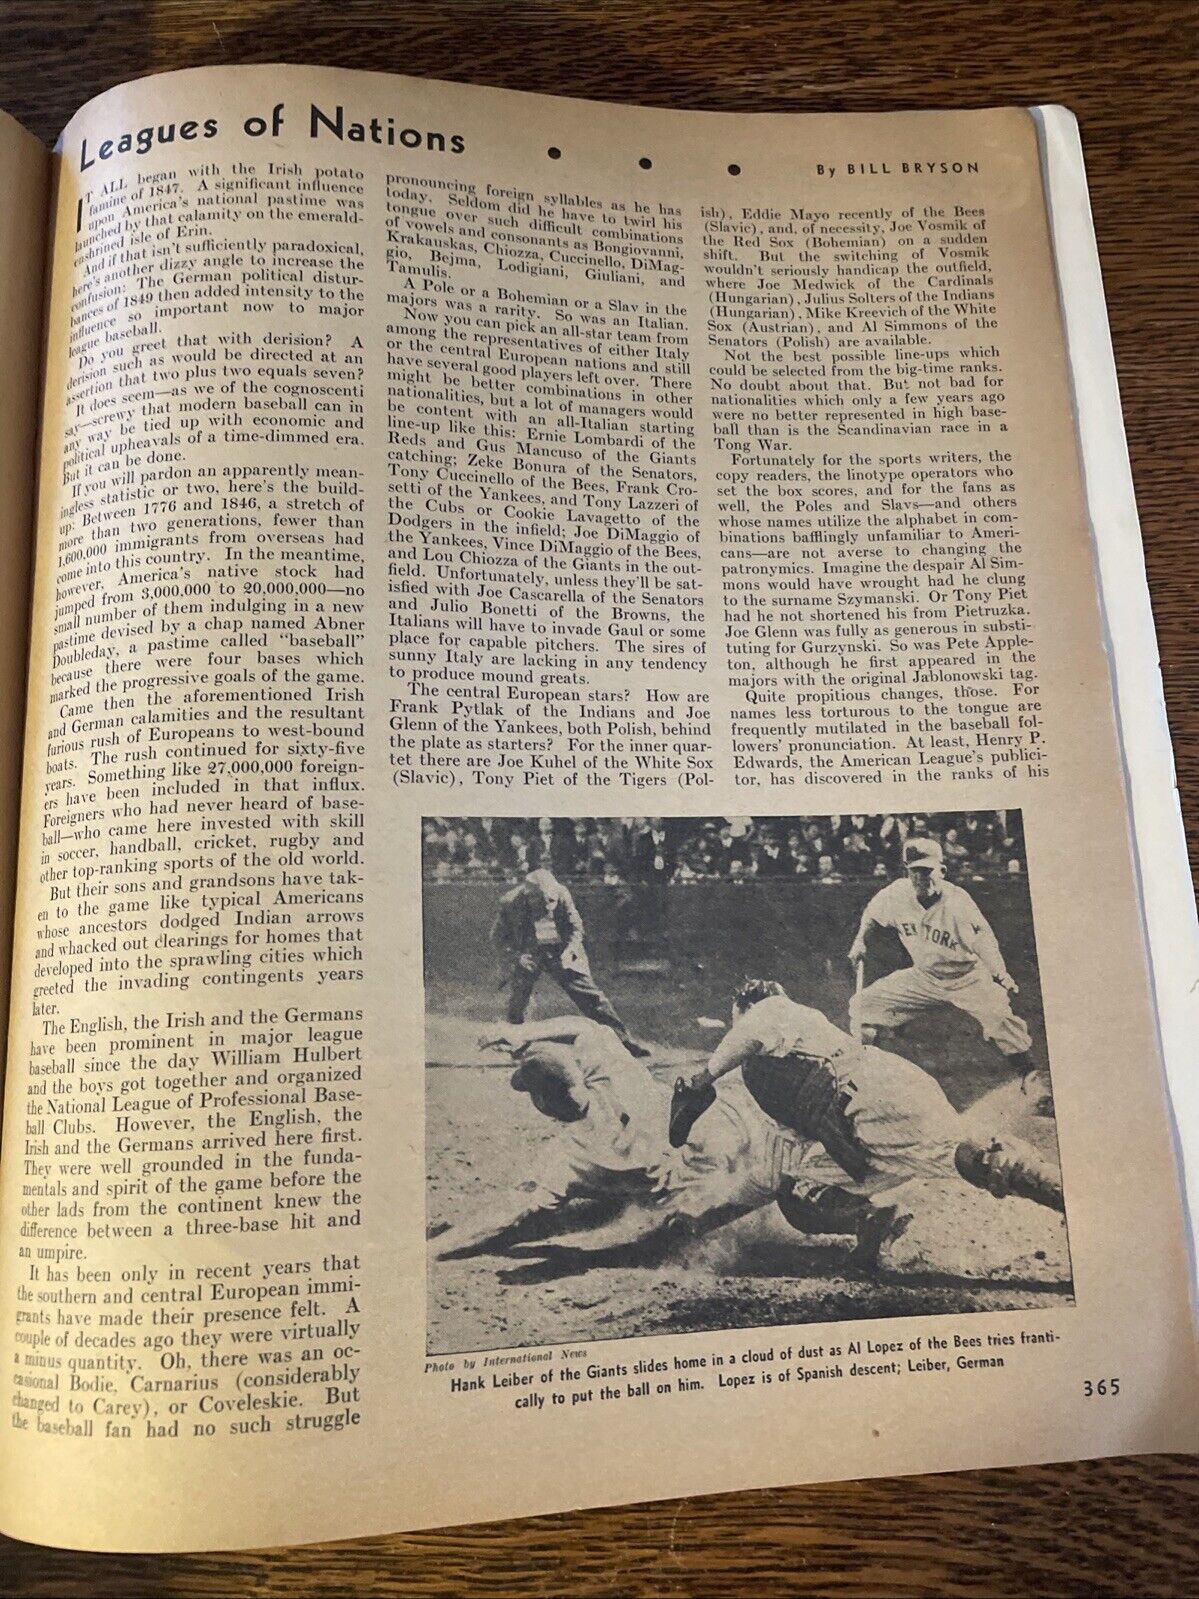 Leagues of Nations • • •
By BILL BRYSON
IT ALL began with the Irish potato
famine of 1847. A significant influence
upon America's national pastime was
launched by that calamity on the emerald-
enshrined isle of Erin.
And if that isn't sufficiently paradoxical,
here's another dizzy angle to increase the
confusion: The German political distur-
bances of 1849 then added intensity to the
influence so important now to major
league baseball.
Do you greet that with derision? A
derision such as would be directed at an
assertion that two plus two equals seven?
It does seem—as we of the cognoscenti
say—screwy that modern baseball can in
any way be tied up with economic and
political upheavals of a time-dimmed era.
But it can be done.
If you will pardon an apparently mean-
ingless statistic or two, here's the build-
up: Between 1776 and 1846, a stretch of
more than two generations, fewer than
1,600,000 immigrants from overseas had
come into this country. In the meantime,
however, America's native stock had
jumped from 3,000,000 to 20,000,000—no
small number of them indulging in a new
pastime devised by a chap named Abner
Doubleday, a pastime called "baseball"
because there were four bases which
marked the progressive goals of the game.
Came then the aforementioned Irish
and German calamities and the resultant
furious rush of Europeans to west-bound
boats. The rush continued for sixty-five
years. Something like 27,000,000 foreign-
ers have been included in that influx.
Foreigners who had never heard of base-
ball—who came here invested with skill
in soccer, handball, cricket, rugby and
other top-ranking sports of the old world.
But their sons and grandsons have tak-
en to the game like typical Americans
whose ancestors dodged Indian arrows
and whacked out clearings for homes that
developed into the sprawling cities which
greeted the invading contingents years
later.
The English, the Irish and the Germans
have been prominent in major league
baseball since the day William Hulbert
and the boys got together and organized
the National League of Professional Base-
ball Clubs. However, the English, the
Irish and the Germans arrived here first.
They were well grounded in the funda-
mentals and spirit of the game before the
other lads from the continent knew the
difference between a three-base hit and
an umpire.
It has been only in recent years that
the southern and central European immi-
grants have made their presence felt. A
couple of decades ago they were virtually
a minus quantity. Oh, there was an oc-
casional Bodie, Carnarius (considerably
changed to Carey), or Coveleskie. But
the baseball fan had no such struggle
pronouncing foreign syllables as he has
today. Seldom did he have to twirl his
tongue over such difficult combinations
of vowels and consonants as Bongiovanni,
Krakauskas, Chiozza, Cuccinello, DiMag-
gio, Bejma, Lodigiani, Giuliani, and
Tamulis.
A Pole or a Bohemian or a Slav in the
majors was a rarity. So was an Italian.
Now you can pick an all-star team from
among the representatives of either Italy
or the central European nations and still
have several good players left over. There
might be better combinations in other
nationalities, but a lot of managers would
be content with an all-Italian starting
line-up like this: Ernie Lombardi of the
Reds and Gus Mancuso of the Giants
catching; Zeke Bonura of the Senators,
Tony Cuccinello of the Bees, Frank Cro-
setti of the Yankees, and Tony Lazzeri of
the Cubs or Cookie Lavagetto of the
Dodgers in the infield; Joe DiMaggio of
the Yankees, Vince DiMaggio of the Bees,
and Lou Chiozza of the Giants in the out-
field. Unfortunately, unless they'll be sat-
isfied with Joe Cascarella of the Senators
and Julio Bonetti of the Browns, the
Italians will have to invade Gaul or some
place for capable pitchers. The sires of
sunny Italy are lacking in any tendency
to produce mound greats.
The central European stars? How are
Frank Pytlak of the Indians and Joe
Glenn of the Yankees, both Polish, behind
the plate as starters? For the inner quar-
tet there are Joe Kuhel of the White Sox
(Slavic), Tony Piet of the Tigers (Pol-
ish), Eddie Mayo recently of the Bees
(Slavic), and, of necessity, Joe Vosmik of
the Red Sox (Bohemian) on a sudden
shift. But the switching of Vosmik
wouldn't seriously handicap the outfield,
where Joe Medwick of the Cardinals
(Hungarian), Julius Solters of the Indians
(Hungarian), Mike Kreevich of the White
Sox (Austrian), and Al Simmons of the
Senators (Polish) are available.
Not the best possible line-ups which
could be selected from the big-time ranks.
No doubt about that. But not bad for
nationalities which only a few years ago
were no better represented in high base-
ball than is the Scandinavian race in a
Tong War.
Fortunately for the sports writers, the
copy readers, the linotype operators who
set the box scores, and for the fans as
well, the Poles and Slavs—and others
whose names utilize the alphabet in com-
binations bafflingly unfamiliar to Ameri-
cans—are not averse to changing the
patronymics. Imagine the despair Al Sim-
mons would have wrought had he clung
to the surname Szymanski. Or Tony Piet
had he not shortened his from Pietruzka.
Joe Glenn was fully as generous in substi-
tuting for Gurzynski. So was Pete Apple-
ton, although he first appeared in the
majors with the original Jablonowski tag.
Quite propitious changes, those. For
names less torturous to the tongue are
frequently mutilated in the baseball fol-
lowers' pronunciation. At least, Henry P.
Edwards, the American League's publici-
tor, has discovered in the ranks of his
NEW YORK
Photo by International News
Hank Leiber of the Giants slides home in a cloud of dust as Al Lopez of the Bees tries franti-
cally to put the ball on him. Lopez is of Spanish descent; Leiber, German
365